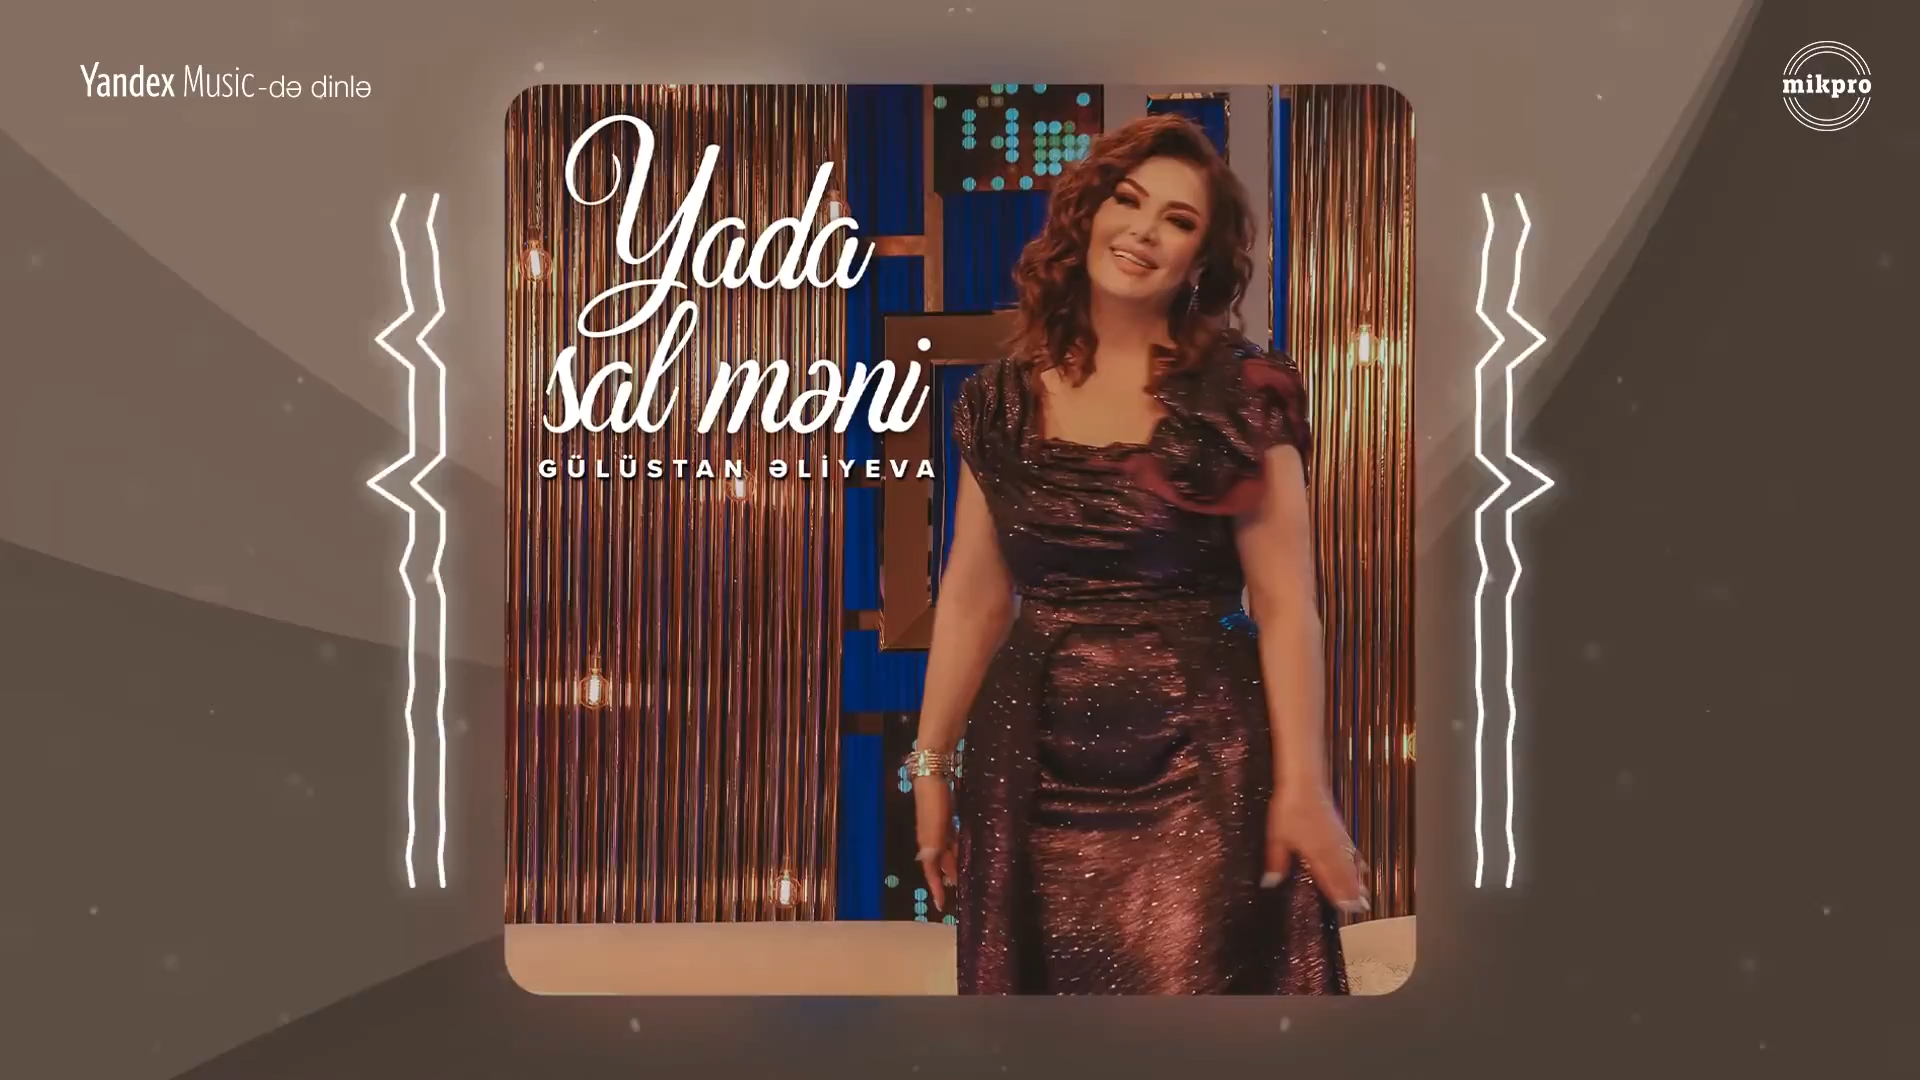 Yandex Music-də dinlə
mikpro
Yada
sal məni
GÜLÜSTAN ƏLİYEVA